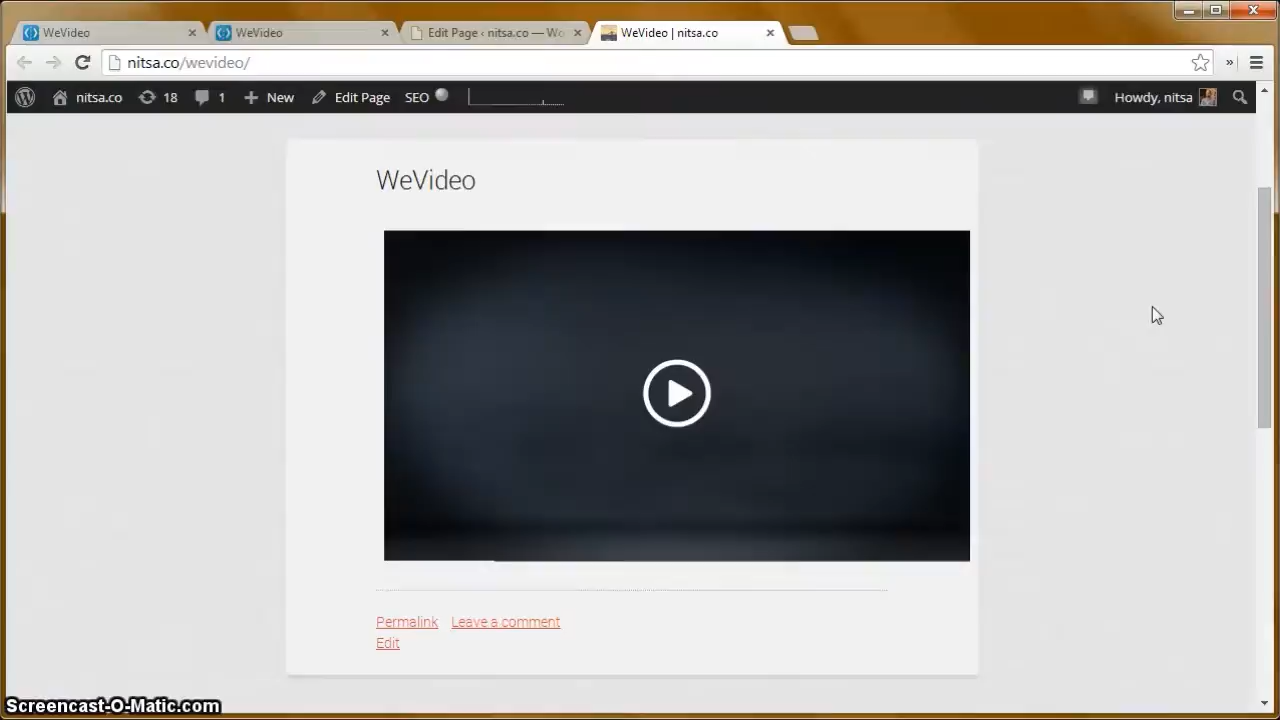 WeVideo
WeVideo
Edit Page ‹ nitsa.co — Wo
WeVideo | nitsa.co
nitsa.co/wevideo/
»
nitsa.co 18 1 New Edit Page SEO Howdy, nitsa
WeVideo
Permalink Leave a comment
Edit
Screencast-O-Matic.com